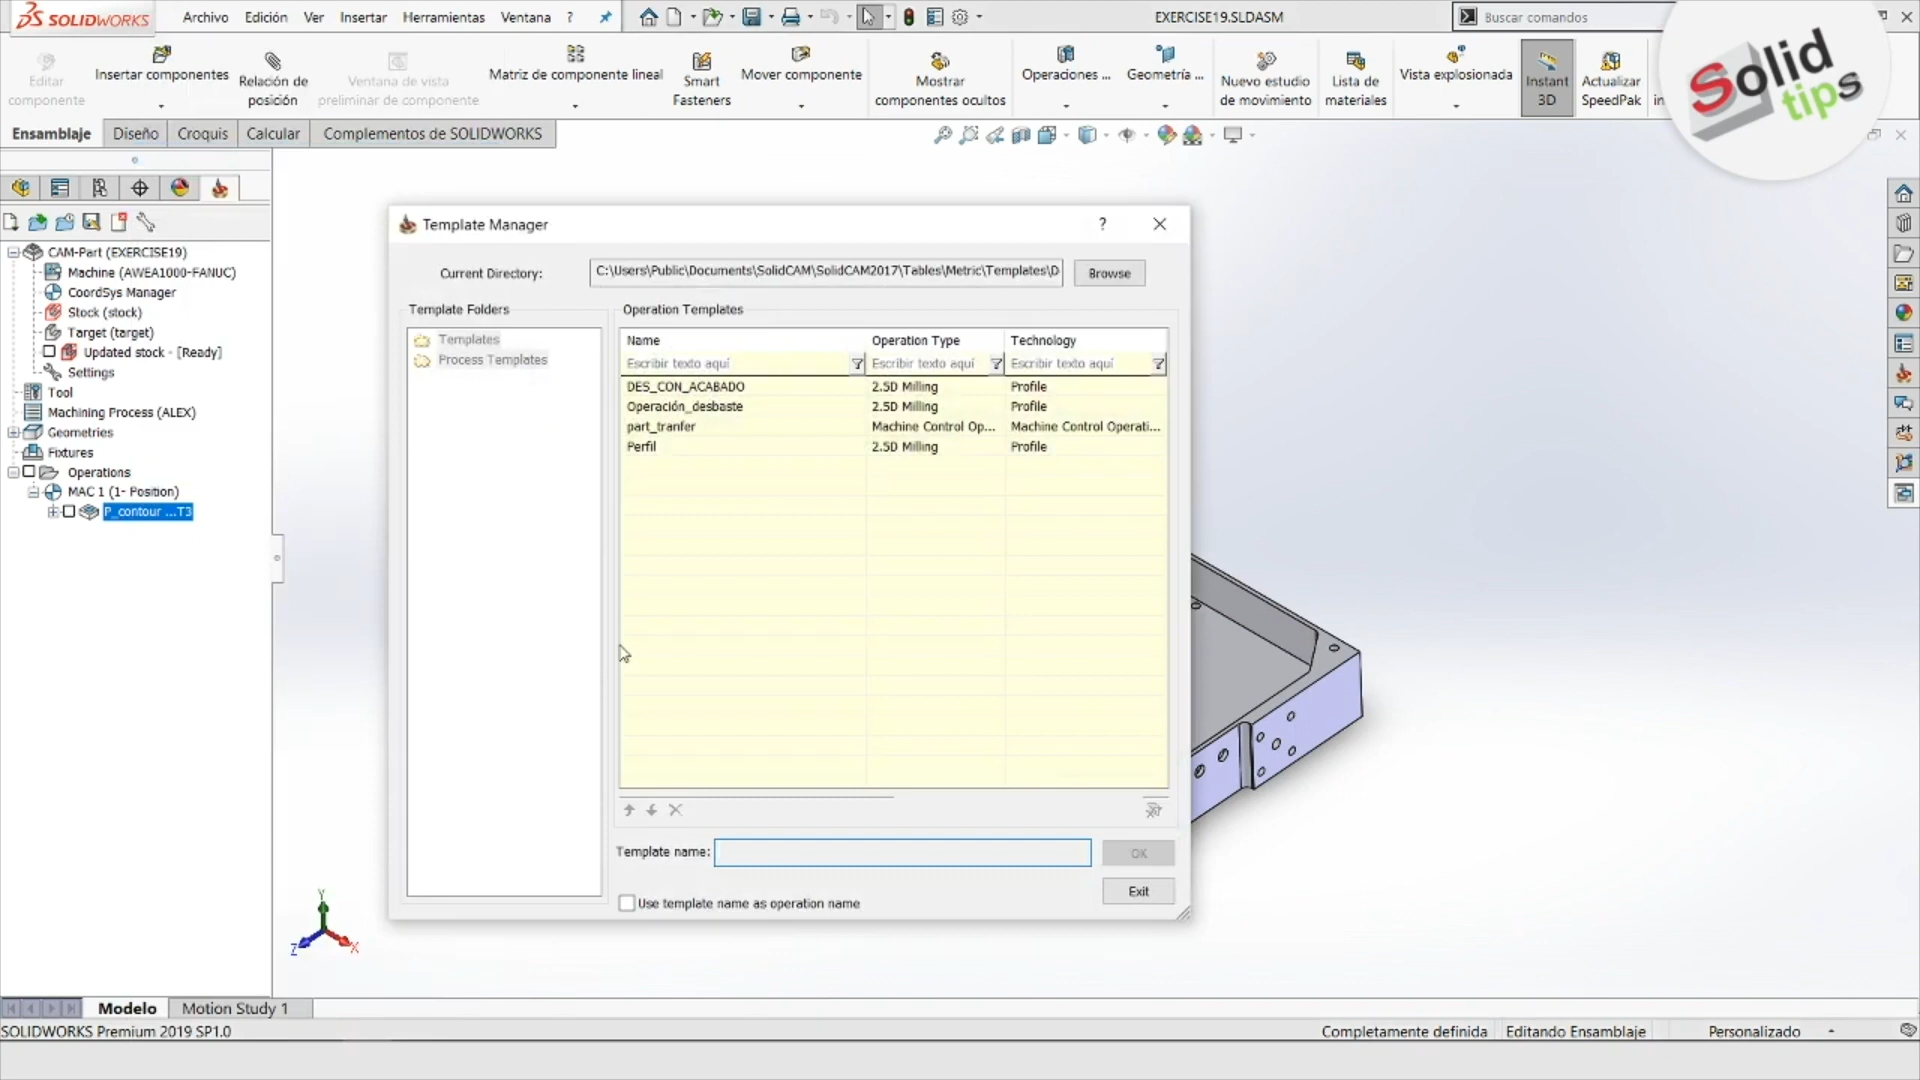 SOLIDWORKS
Archivo Edición Ver Insertar Herramientas Ventana ?
EXERCISE19.SLDASM
Buscar comandos
Editar componente
Insertar componentes
Relación de posición
Ventana de vista preliminar de componente
Matriz de componente lineal
Smart Fasteners
Mover componente
Mostrar componentes ocultos
Operaciones ...
Geometría ...
Nuevo estudio de movimiento
Lista de materiales
Vista explosionada
Instant 3D
Actualizar SpeedPak
Solid
tips
Ensamblaje Diseño Croquis Calcular Complementos de SOLIDWORKS
CAM-Part (EXERCISE19)
Machine (AWEA1000-FANUC)
CoordSys Manager
Stock (stock)
Target (target)
Updated stock - [Ready]
Settings
Tool
Machining Process (ALEX)
Geometries
Fixtures
Operations
MAC 1 (1- Position)
P_contour ...T3
Template Manager
?
Current Directory: C:\Users\Public\Documents\SolidCAM\SolidCAM2017\Tables\Metric\Templates\D Browse
Template Folders
Templates
Process Templates
Operation Templates
Name Operation Type Technology
Escribir texto aquí Escribir texto aquí Escribir texto aquí
DES_CON_ACABADO 2.5D Milling Profile
Operación_desbaste 2.5D Milling Profile
part_tranfer Machine Control Op... Machine Control Operati...
Perfil 2.5D Milling Profile
Template name: OK
Exit
Use template name as operation name
Y
Z X
Modelo Motion Study 1
SOLIDWORKS Premium 2019 SP1.0
Completamente definida Editando Ensamblaje Personalizado